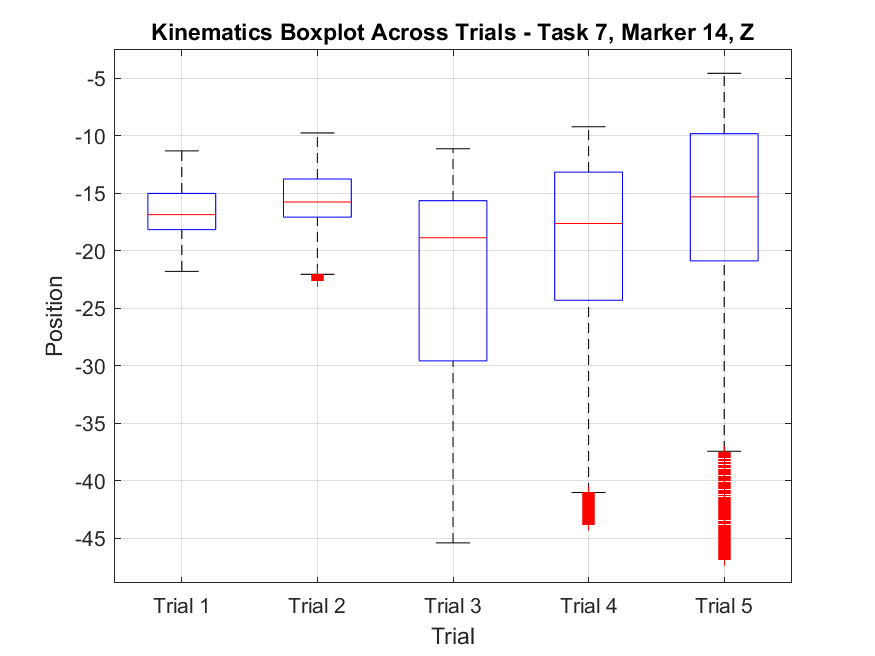 Kinematics Boxplot Across Trials - Task 7, Marker 14, Z
-5
-10
-15
-20
-25
-30
-35
-40
-45
Position
Trial 1 Trial 2 Trial 3 Trial 4 Trial 5
Trial